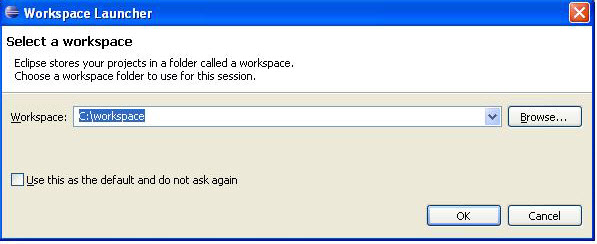 Workspace Launcher
Select a workspace
Eclipse stores your projects in a folder called a workspace.
Choose a workspace folder to use for this session.
Workspace: C:\workspace Browse...
Use this as the default and do not ask again
OK Cancel